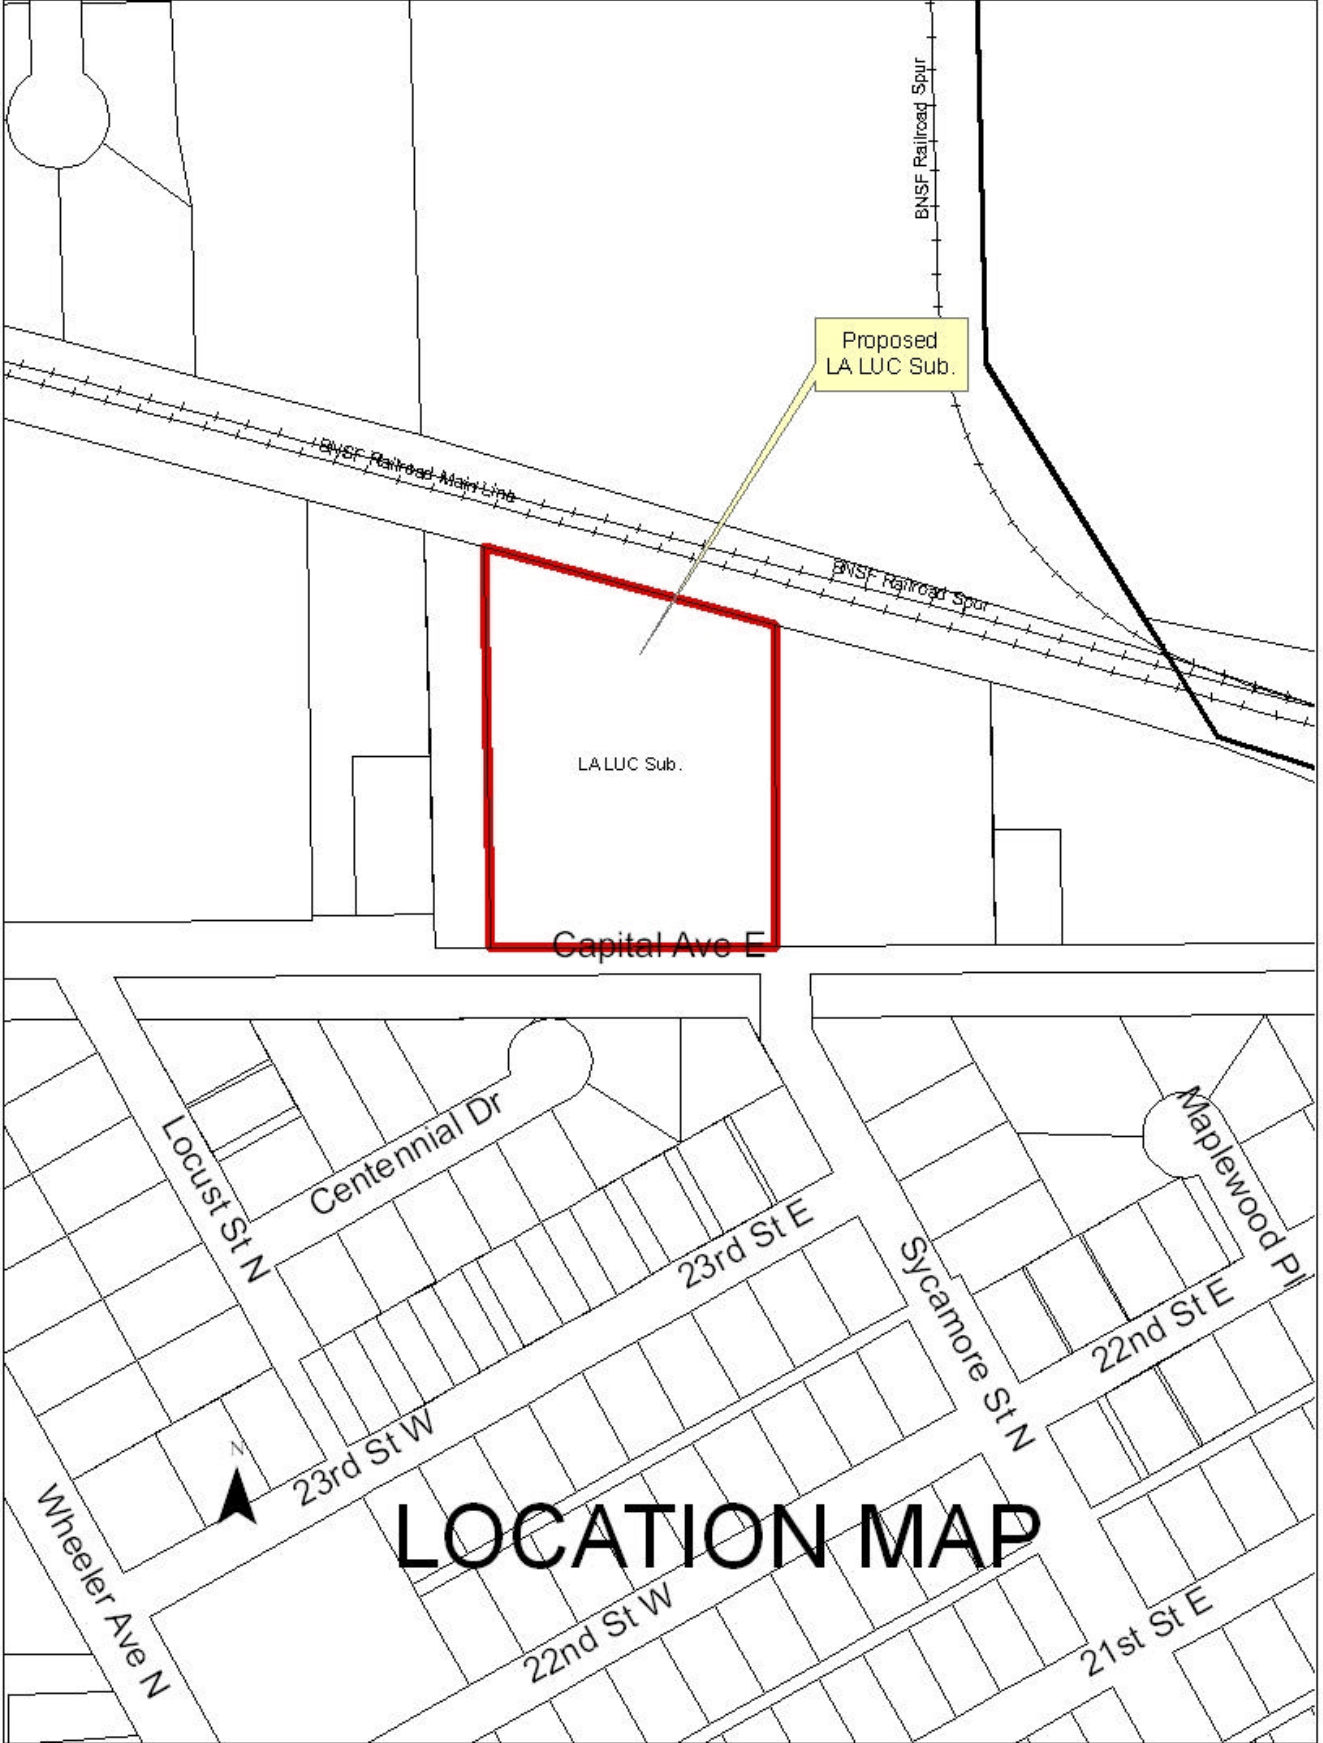 BNSF Railroad Spur
Proposed
LA LUC Sub.
BNSF Railroad Main Line
BNSF Railroad Spur
LA LUC Sub.
Capital Ave E
Locust St N
Centennial Dr
Maplewood Pl
23rd St E
Sycamore St N
22nd St E
N
23rd St W
Wheeler Ave N
LOCATION MAP
22nd St W
21st St E